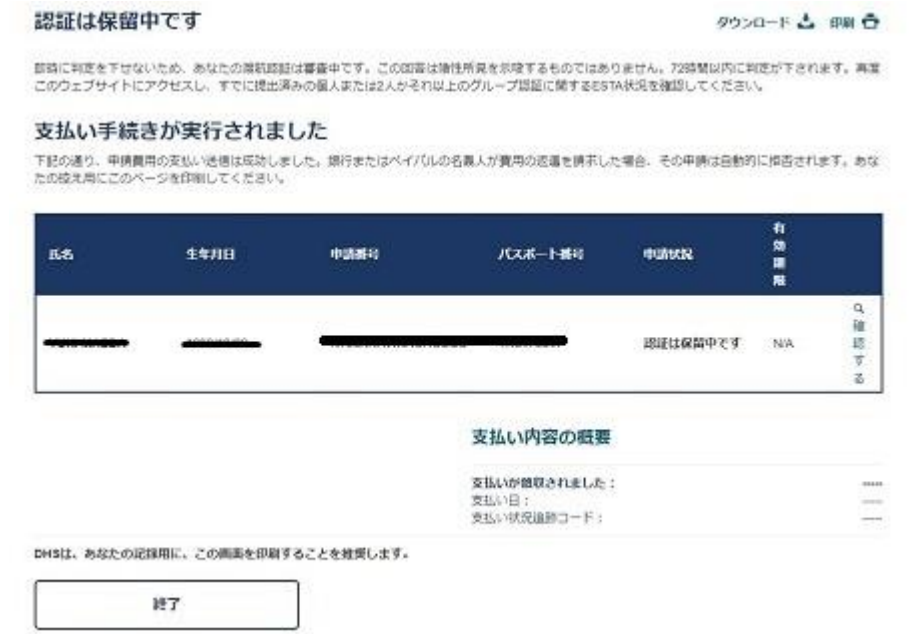 認証は保留中です
ダウンロード 印刷
即時に判定を下せないため、あなたの渡航認証は審査中です。この回答は陰性所見を示唆するものではありません。72時間以内に判定が下されます。再度
このウェブサイトにアクセスし、すでに提出済みの個人または2人かそれ以上のグループ認証に関するESTA状況を確認してください。
支払い手続きが実行されました
下記の通り、申請費用の支払い送信は成功しました。銀行またはペイパルの名義人が費用の返還を請求した場合、その申請は自動的に拒否されます。あな
たの控え用にこのページを印刷してください。
氏名 生年月日 申請番号 パスポート番号 申請状況 有効期限
認証は保留中です N/A 確認する
支払い内容の概要
支払いが領収されました：
支払い日：
支払い状況追跡コード：
DHSは、あなたの記録用に、この画面を印刷することを推奨します。
終了